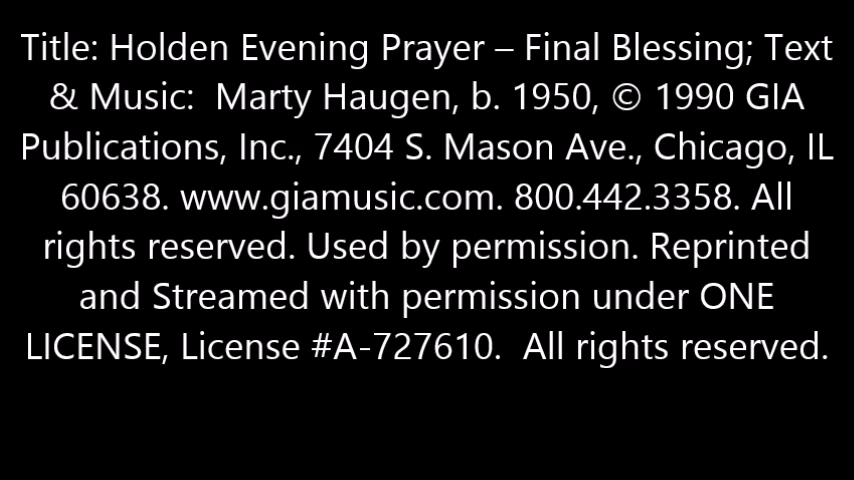 Title: Holden Evening Prayer – Final Blessing; Text
& Music:  Marty Haugen, b. 1950, © 1990 GIA
Publications, Inc., 7404 S. Mason Ave., Chicago, IL
60638. www.giamusic.com. 800.442.3358. All
rights reserved. Used by permission. Reprinted
and Streamed with permission under ONE
LICENSE, License #A-727610.  All rights reserved.